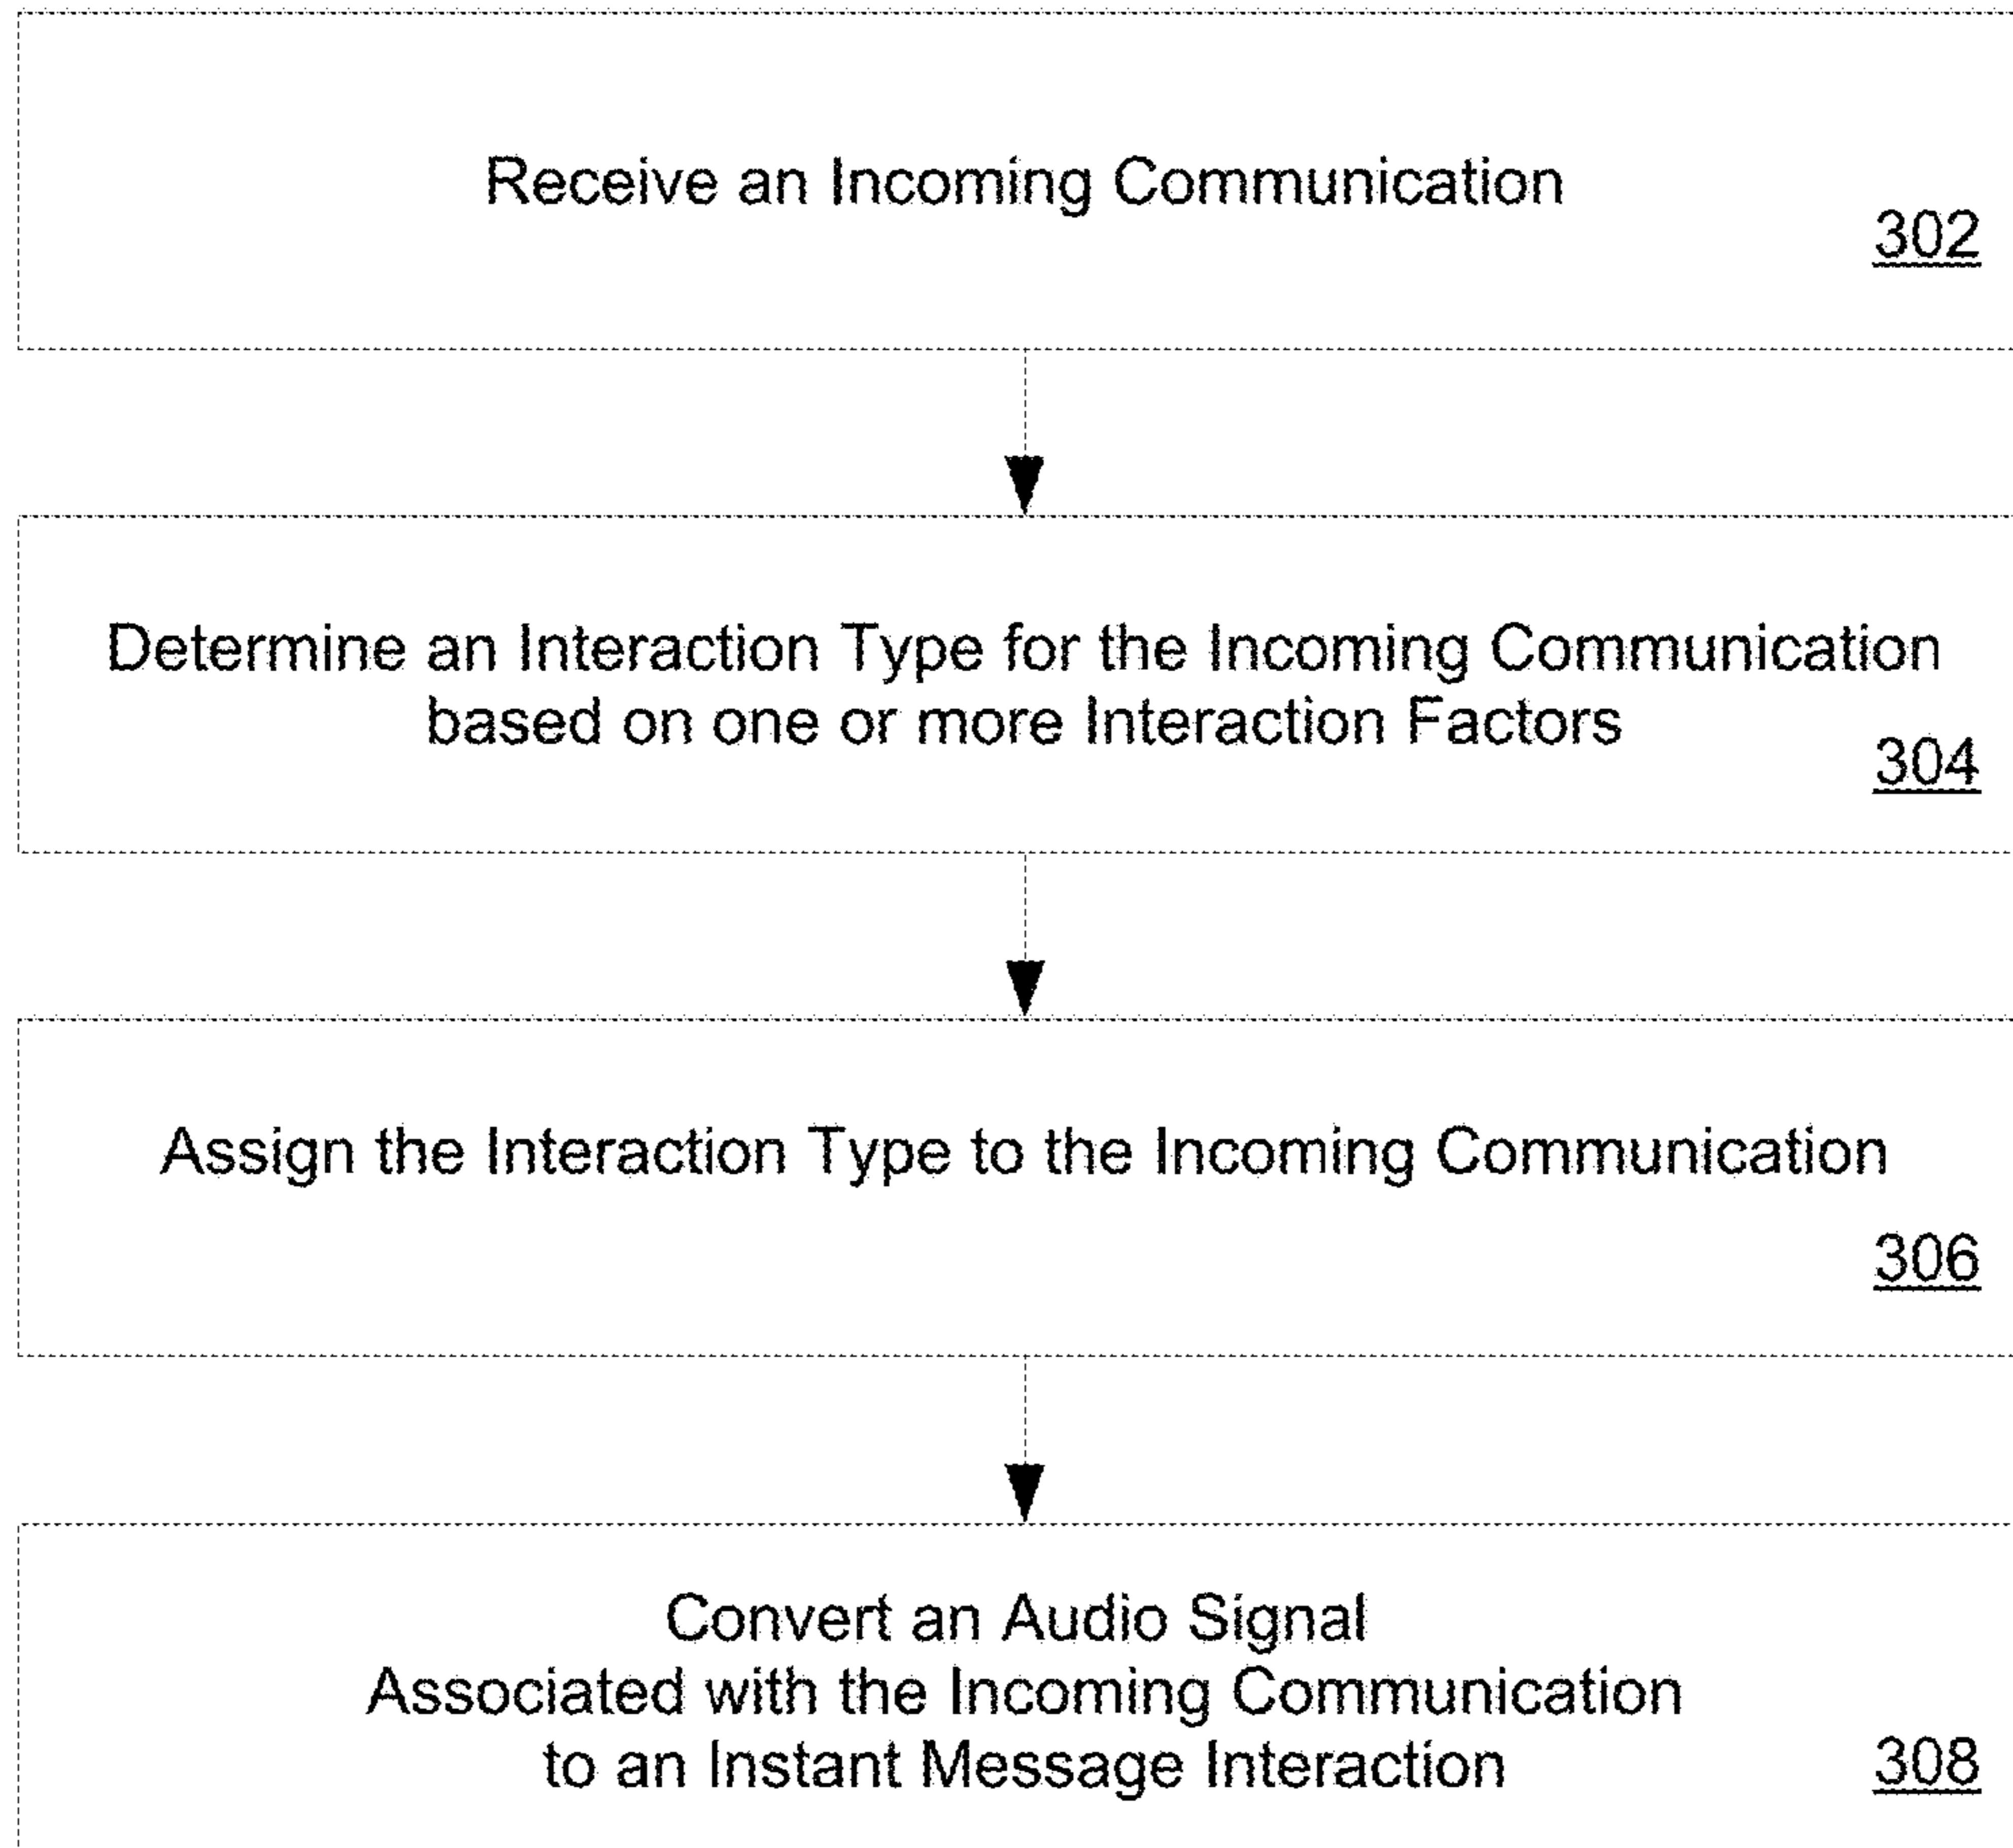 Receive an Incoming Communication
302
Determine an Interaction Type for the Incoming Communication
based on one or more Interaction Factors
304
Assign the Interaction Type to the Incoming Communication
306
Convert an Audio Signal
Associated with the Incoming Communication
to an Instant Message Interaction
308